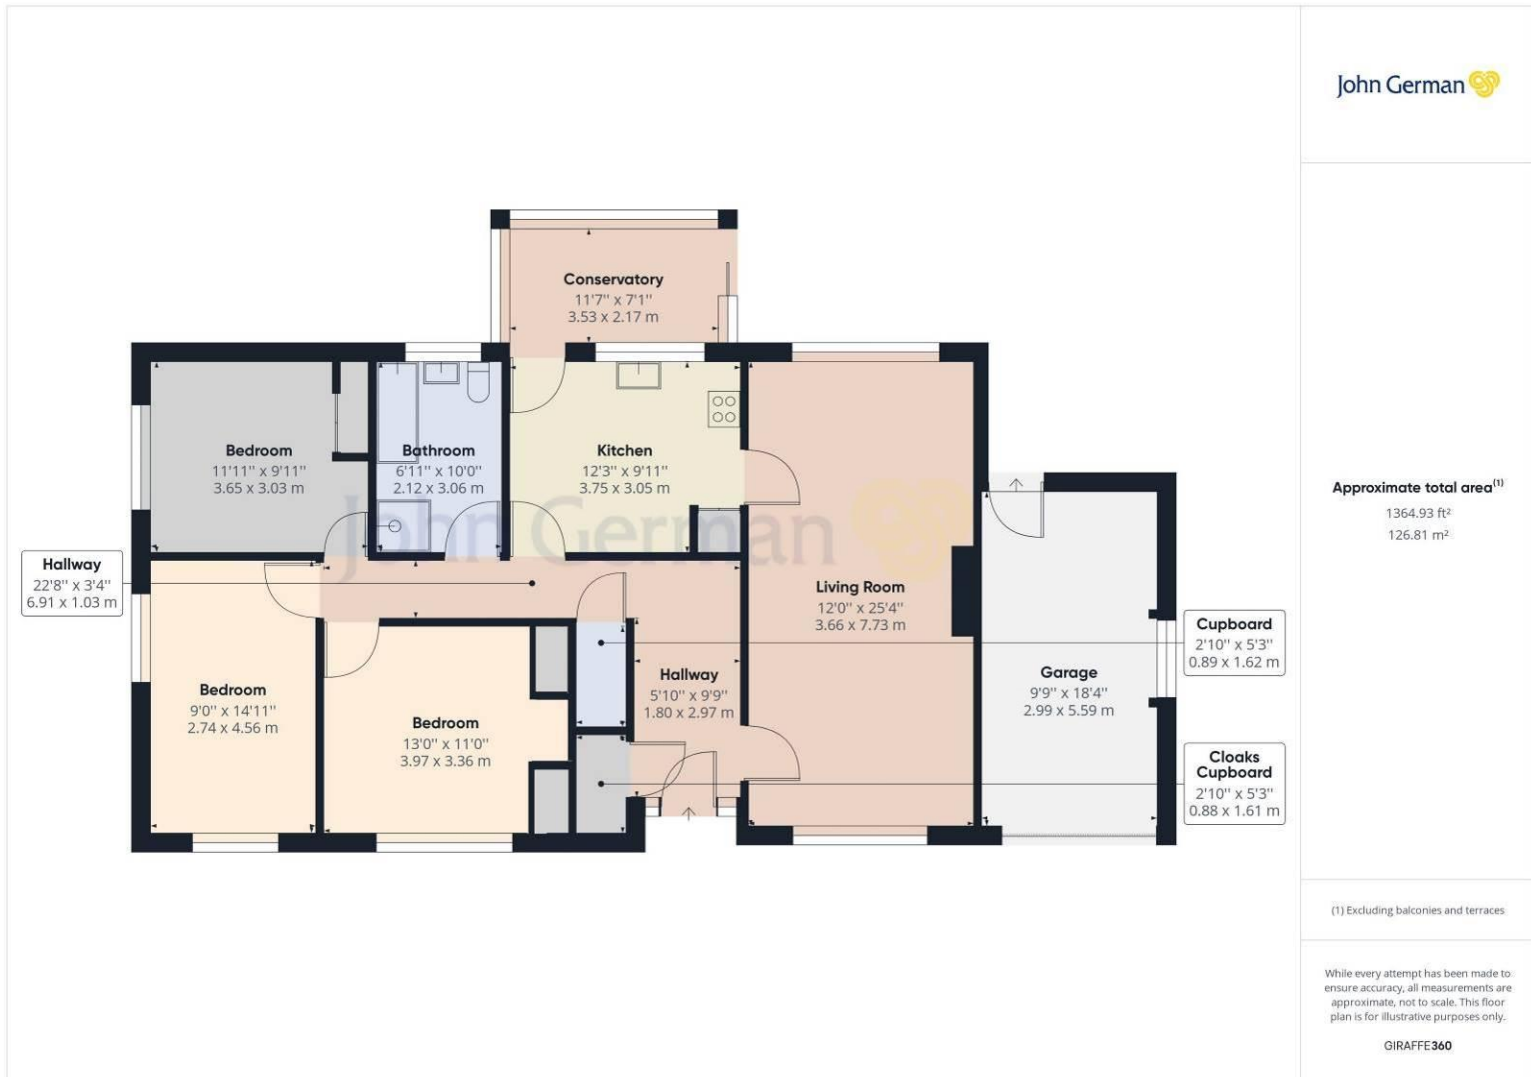 John German
Conservatory
11'7" x 7'1"
3.53 x 2.17 m
Bedroom
11'11" x 9'11"
3.65 x 3.03 m
Bathroom
6'11" x 10'0"
2.12 x 3.06 m
Kitchen
12'3" x 9'11"
3.75 x 3.05 m
John German
Hallway
22'8" x 3'4"
6.91 x 1.03 m
Living Room
12'0" x 25'4"
3.66 x 7.73 m
Bedroom
9'0" x 14'11"
2.74 x 4.56 m
Bedroom
13'0" x 11'0"
3.97 x 3.36 m
Hallway
5'10" x 9'9"
1.80 x 2.97 m
Garage
9'9" x 18'4"
2.99 x 5.59 m
Cupboard
2'10" x 5'3"
0.89 x 1.62 m
Cloaks
Cupboard
2'10" x 5'3"
0.88 x 1.61 m
Approximate total area(1)
1364.93 ft²
126.81 m²
(1) Excluding balconies and terraces
While every attempt has been made to
ensure accuracy, all measurements are
approximate, not to scale. This floor
plan is for illustrative purposes only.
GIRAFFE360